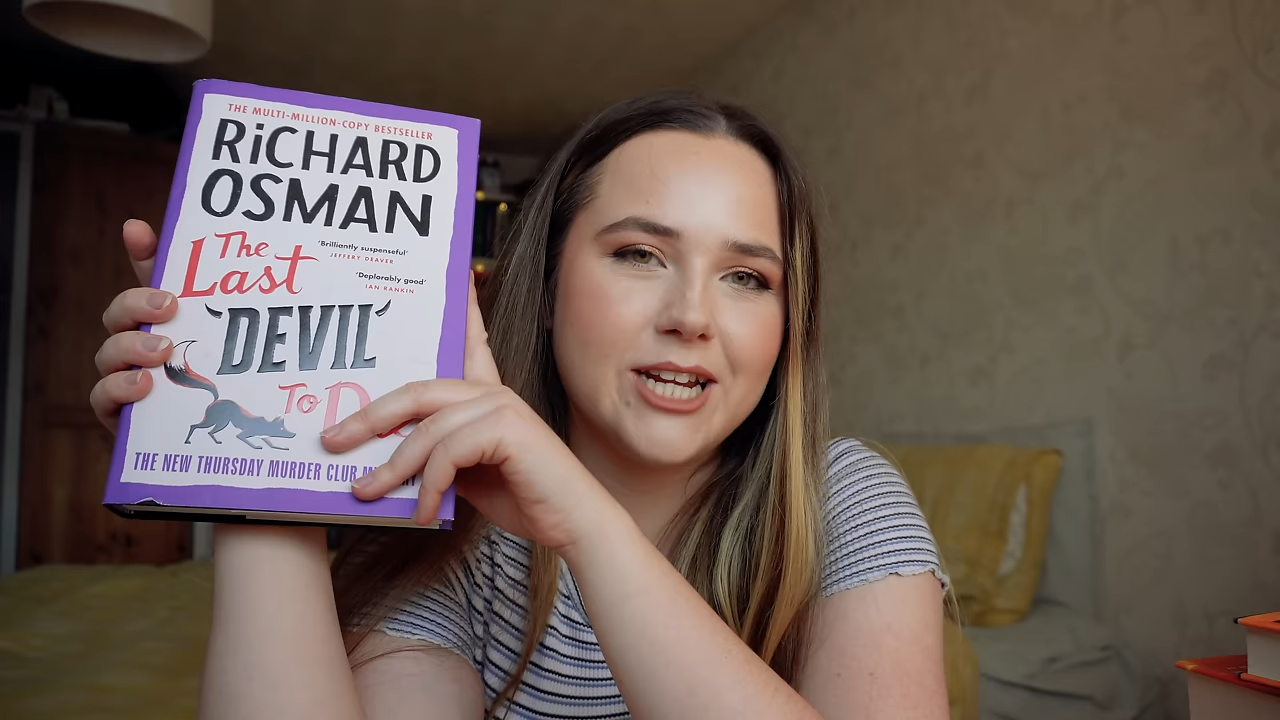 THE MULTI-MILLION-COPY BESTSELLER
RiCHARD
OSMAN
The
Last
'Brilliantly suspenseful'
JEFFERY DEAVER
'Deplorably good'
IAN RANKIN
DEVIL
To
THE NEW THURSDAY MURDER CLUB